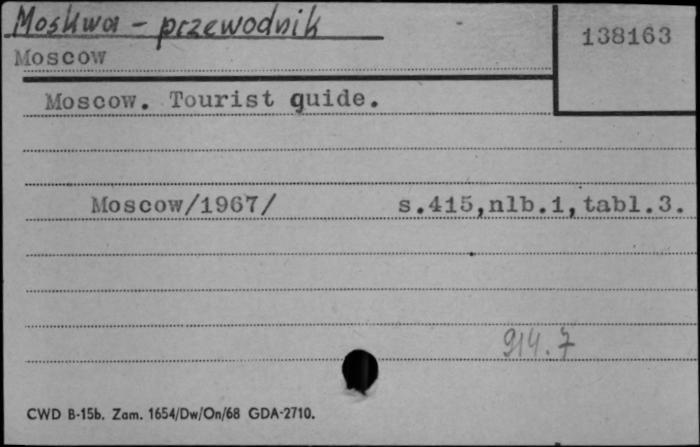 Moskwa - przewodnik
138163
Moscow
Moscow. Tourist guide.
Moscow/1967/ s.415,nlb.1,tabl.3.
914.7
CWD B-15b. Zam. 1654/Dw/On/68 GDA-2710.